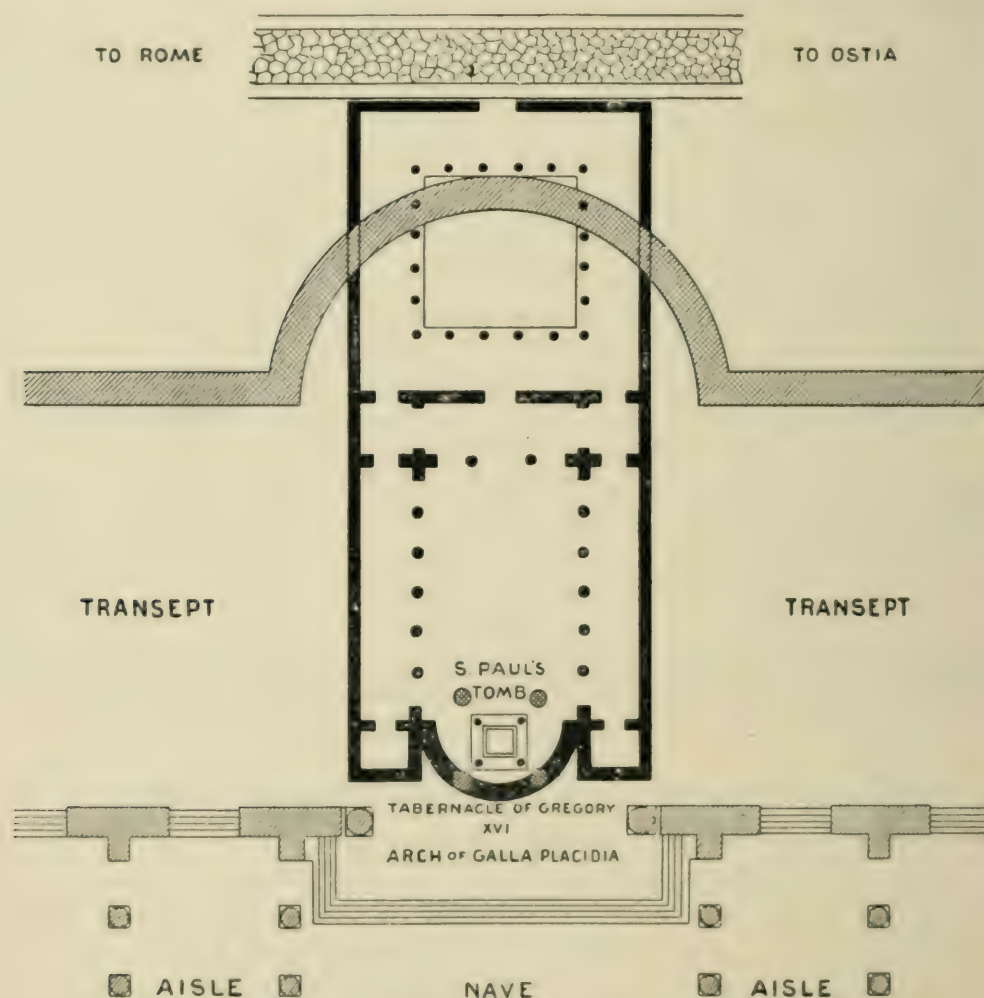 TO ROME
TO OSTIA
TRANSEPT
TRANSEPT
S. PAUL'S
TOMB
TABERNACLE OF GREGORY
XVI
ARCH OF GALLA PLACIDIA
AISLE
NAVE
AISLE